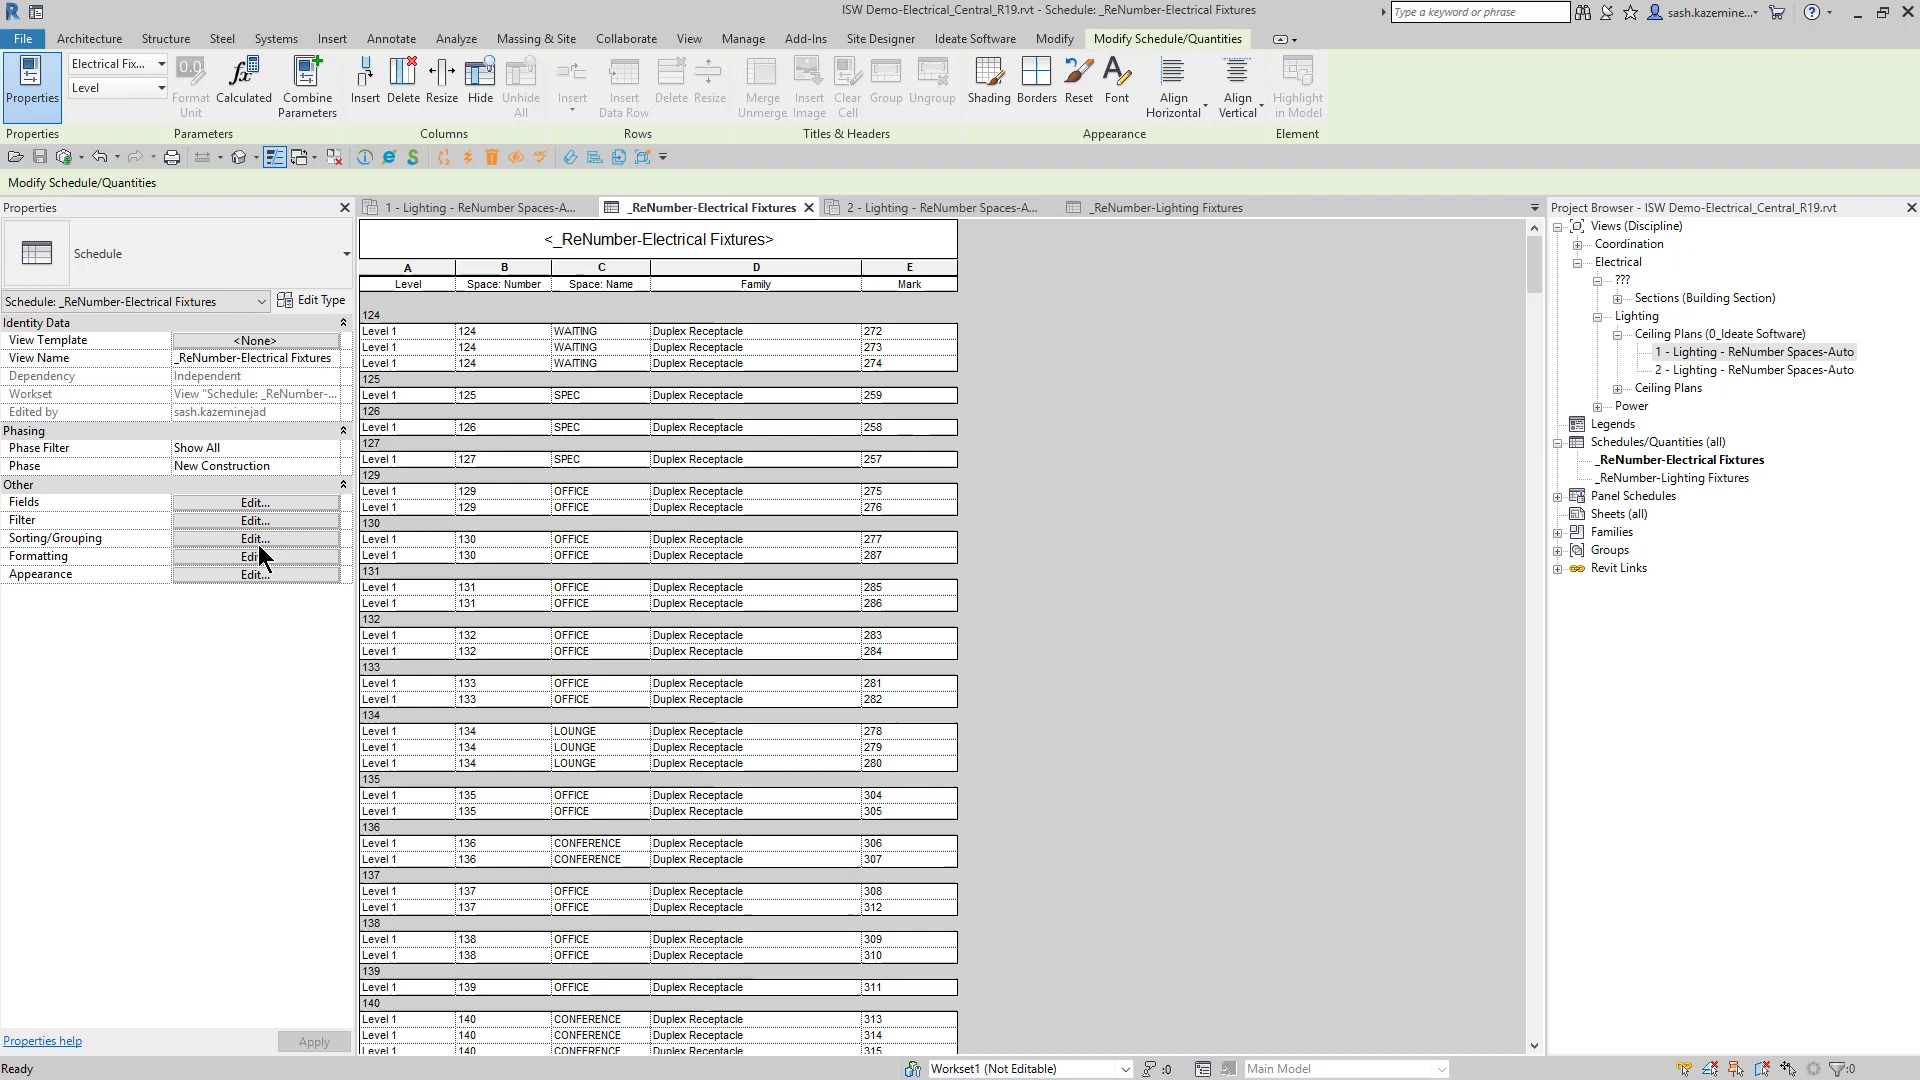 ISW Demo-Electrical_Central_R19.rvt - Schedule: _ReNumber-Electrical Fixtures
Type a keyword or phrase
sash.kazemine...
File Architecture Structure Steel Systems Insert Annotate Analyze Massing & Site Collaborate View Manage Add-Ins Site Designer Ideate Software Modify Modify Schedule/Quantities
Electrical Fix...
Level
Properties Format Unit Calculated Combine Parameters Insert Delete Resize Hide Unhide All Insert Insert Data Row Delete Resize Merge Unmerge Insert Image Clear Cell Group Ungroup Shading Borders Reset Font Align Horizontal Align Vertical Highlight in Model
Properties Parameters Columns Rows Titles & Headers Appearance Element
Modify Schedule/Quantities
Properties
Schedule
Schedule: _ReNumber-Electrical Fixtures Edit Type
Identity Data
View Template <None>
View Name _ReNumber-Electrical Fixtures
Dependency Independent
Workset View "Schedule: _ReNumber-...
Edited by sash.kazeminejad
Phasing
Phase Filter Show All
Phase New Construction
Other
Fields Edit...
Filter Edit...
Sorting/Grouping Edit...
Formatting Edit...
Appearance Edit...
Properties help Apply
1 - Lighting - ReNumber Spaces-A... _ReNumber-Electrical Fixtures 2 - Lighting - ReNumber Spaces-A... _ReNumber-Lighting Fixtures
<_ReNumber-Electrical Fixtures>
A B C D E
Level Space: Number Space: Name Family Mark
124
Level 1 124 WAITING Duplex Receptacle 272
Level 1 124 WAITING Duplex Receptacle 273
Level 1 124 WAITING Duplex Receptacle 274
125
Level 1 125 SPEC Duplex Receptacle 259
126
Level 1 126 SPEC Duplex Receptacle 258
127
Level 1 127 SPEC Duplex Receptacle 257
129
Level 1 129 OFFICE Duplex Receptacle 275
Level 1 129 OFFICE Duplex Receptacle 276
130
Level 1 130 OFFICE Duplex Receptacle 277
Level 1 130 OFFICE Duplex Receptacle 287
131
Level 1 131 OFFICE Duplex Receptacle 285
Level 1 131 OFFICE Duplex Receptacle 286
132
Level 1 132 OFFICE Duplex Receptacle 283
Level 1 132 OFFICE Duplex Receptacle 284
133
Level 1 133 OFFICE Duplex Receptacle 281
Level 1 133 OFFICE Duplex Receptacle 282
134
Level 1 134 LOUNGE Duplex Receptacle 278
Level 1 134 LOUNGE Duplex Receptacle 279
Level 1 134 LOUNGE Duplex Receptacle 280
135
Level 1 135 OFFICE Duplex Receptacle 304
Level 1 135 OFFICE Duplex Receptacle 305
136
Level 1 136 CONFERENCE Duplex Receptacle 306
Level 1 136 CONFERENCE Duplex Receptacle 307
137
Level 1 137 OFFICE Duplex Receptacle 308
Level 1 137 OFFICE Duplex Receptacle 312
138
Level 1 138 OFFICE Duplex Receptacle 309
Level 1 138 OFFICE Duplex Receptacle 310
139
Level 1 139 OFFICE Duplex Receptacle 311
140
Level 1 140 CONFERENCE Duplex Receptacle 313
Level 1 140 CONFERENCE Duplex Receptacle 314
Level 1 140 CONFERENCE Duplex Receptacle 315
Project Browser - ISW Demo-Electrical_Central_R19.rvt
Views (Discipline)
Coordination
Electrical
???
Sections (Building Section)
Lighting
Ceiling Plans (0_Ideate Software)
1 - Lighting - ReNumber Spaces-Auto
2 - Lighting - ReNumber Spaces-Auto
Ceiling Plans
Power
Legends
Schedules/Quantities (all)
_ReNumber-Electrical Fixtures
_ReNumber-Lighting Fixtures
Panel Schedules
Sheets (all)
Families
Groups
Revit Links
Ready Workset1 (Not Editable) :0 Main Model :0